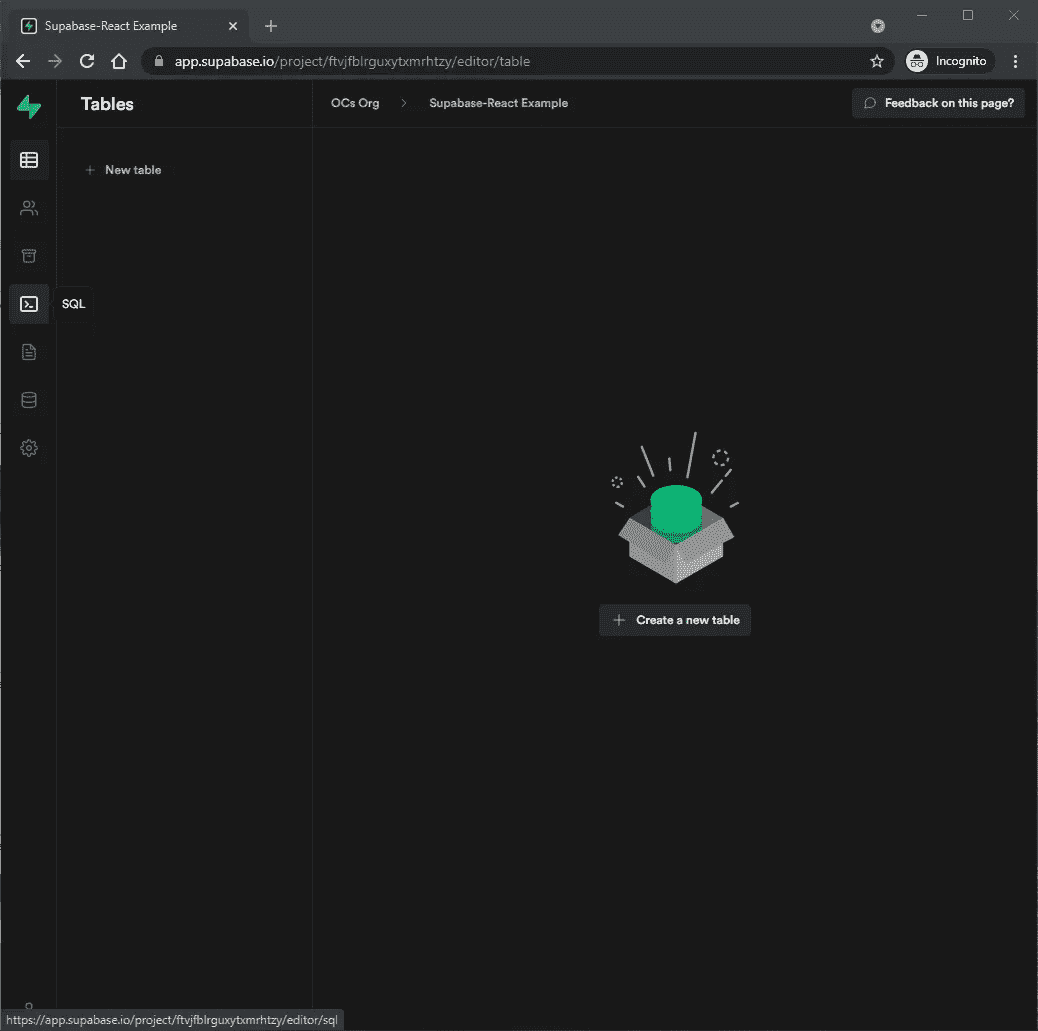 Supabase-React Example
app.supabase.io/project/ftvjfblrguxytxmrhtzy/editor/table
Incognito
Tables
OCs Org
Supabase-React Example
Feedback on this page?
New table
SQL
Create a new table
https://app.supabase.io/project/ftvjfblrguxytxmrhtzy/editor/sql